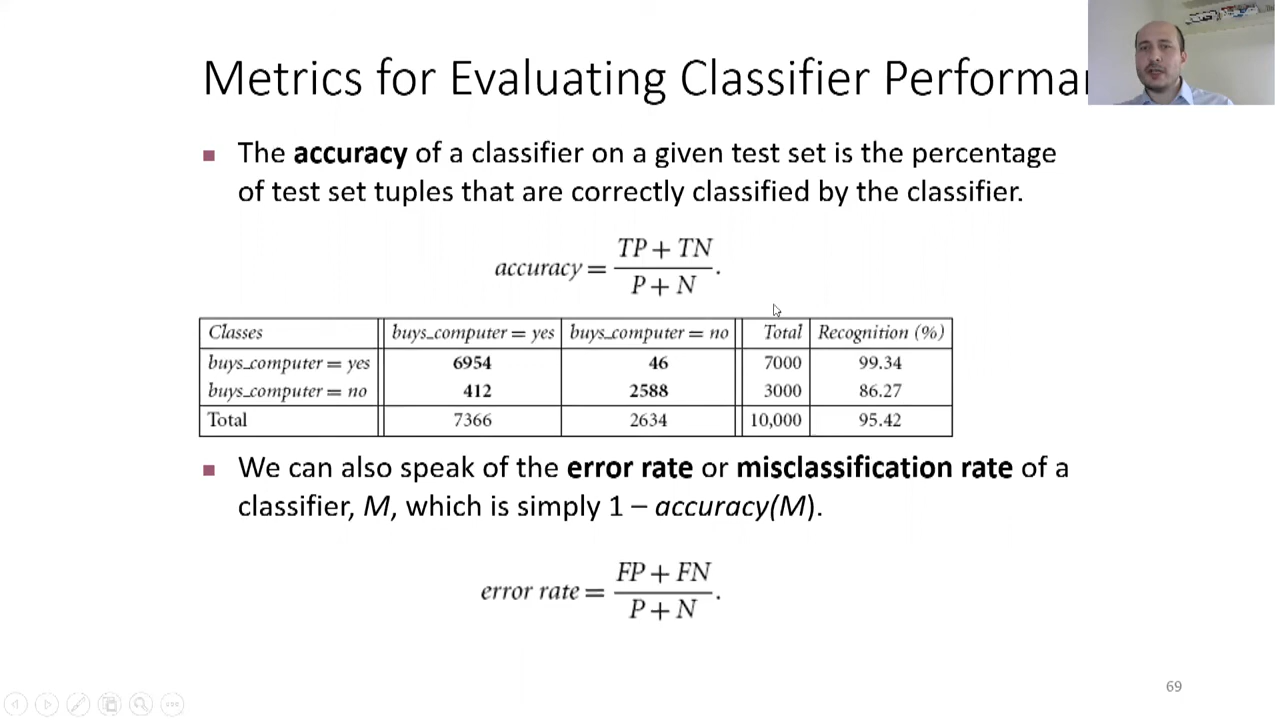 Metrics for Evaluating Classifier Performa
■ The accuracy of a classifier on a given test set is the percentage
of test set tuples that are correctly classified by the classifier.
accuracy = TP + TN / P + N .
Classes buys_computer = yes buys_computer = no Total Recognition (%)
buys_computer = yes 6954 46 7000 99.34
buys_computer = no 412 2588 3000 86.27
Total 7366 2634 10,000 95.42
■ We can also speak of the error rate or misclassification rate of a
classifier, M, which is simply 1 – accuracy(M).
error rate = FP + FN / P + N .
69